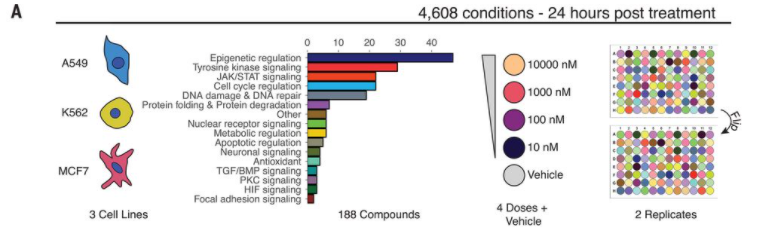 A
4,608 conditions - 24 hours post treatment
A549
K562
MCF7
3 Cell Lines
0 10 20 30 40
Epigenetic regulation
Tyrosine kinase signaling
JAK/STAT signaling
Cell cycle regulation
DNA damage & DNA repair
Protein folding & Protein degradation
Other
Nuclear receptor signaling
Metabolic regulation
Apoptotic regulation
Neuronal signaling
Antioxidant
TGF/BMP signaling
PKC signaling
HIF signaling
Focal adhesion signaling
188 Compounds
10000 nM
1000 nM
100 nM
10 nM
Vehicle
4 Doses +
Vehicle
Flip
2 Replicates